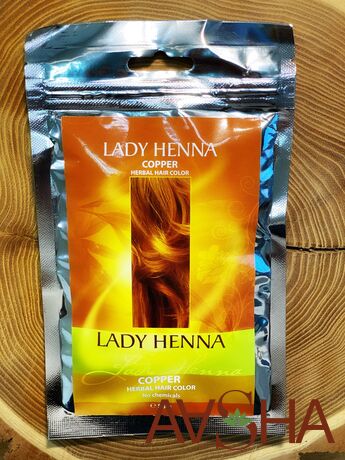 LADY HENNA
COPPER
HERBAL HAIR COLOR
LADY HENNA
Lady Henna
COPPER
HERBAL HAIR COLOR
No chemicals
AVSHA